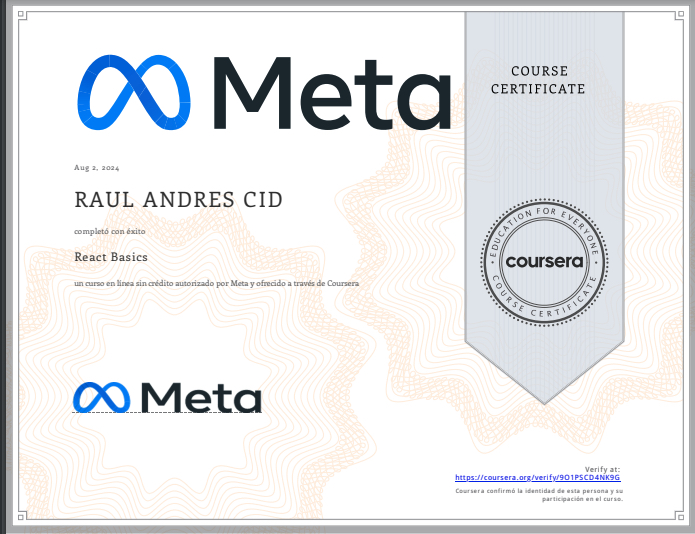 Meta
COURSE
CERTIFICATE
Aug 2, 2024
RAUL ANDRES CID
completó con éxito
React Basics
un curso en línea sin crédito autorizado por Meta y ofrecido a través de Coursera
EDUCATION FOR EVERYONE
coursera
COURSE CERTIFICATE
Meta
Verify at:
https://coursera.org/verify/9O1PSCD4NK9G
Coursera confirmó la identidad de esta persona y su
participación en el curso.